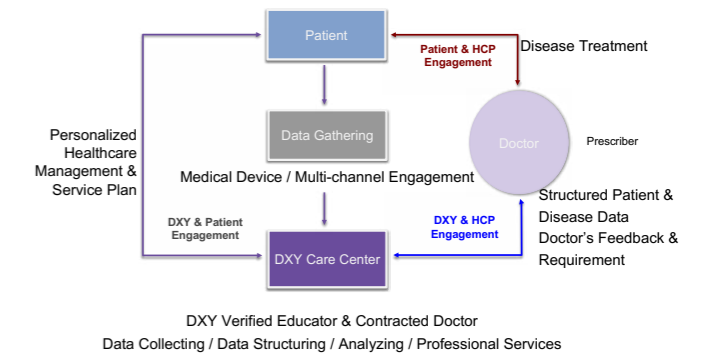 Patient
Patient & HCP
Engagement
Disease Treatment
Data Gathering
Doctor
Prescriber
Personalized
Healthcare
Management &
Service Plan
Medical Device / Multi-channel Engagement
Structured Patient &
Disease Data
Doctor’s Feedback &
Requirement
DXY & Patient
Engagement
DXY & HCP
Engagement
DXY Care Center
DXY Verified Educator & Contracted Doctor
Data Collecting / Data Structuring / Analyzing / Professional Services